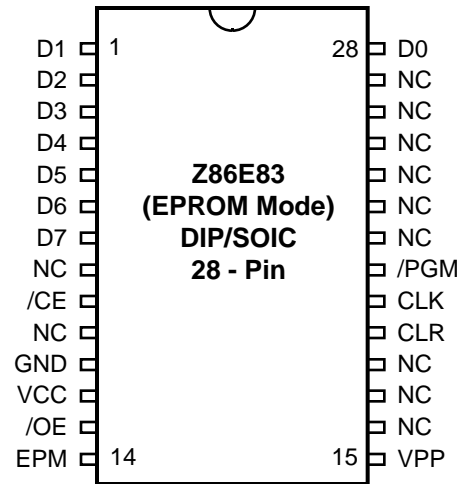 D1 1 28 D0
D2 NC
D3 NC
D4 NC
D5 Z86E83 NC
D6 (EPROM Mode) NC
D7 DIP/SOIC NC
NC 28 - Pin /PGM
/CE CLK
NC CLR
GND NC
VCC NC
/OE NC
EPM 14 15 VPP